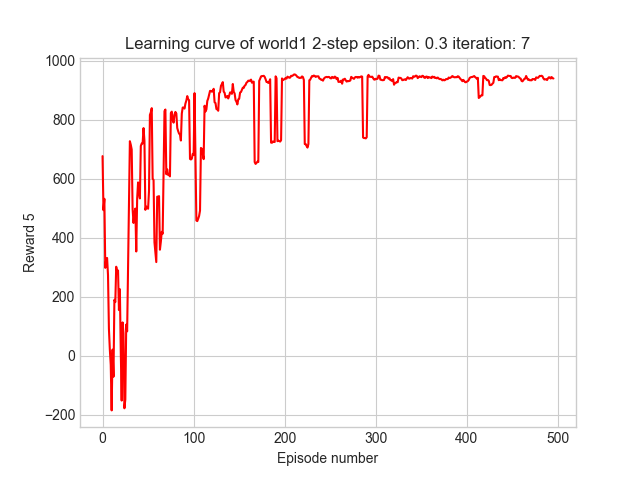 Learning curve of world1 2-step epsilon: 0.3 iteration: 7
1000
800
600
400
200
0
−200
Reward 5
0 100 200 300 400 500
Episode number